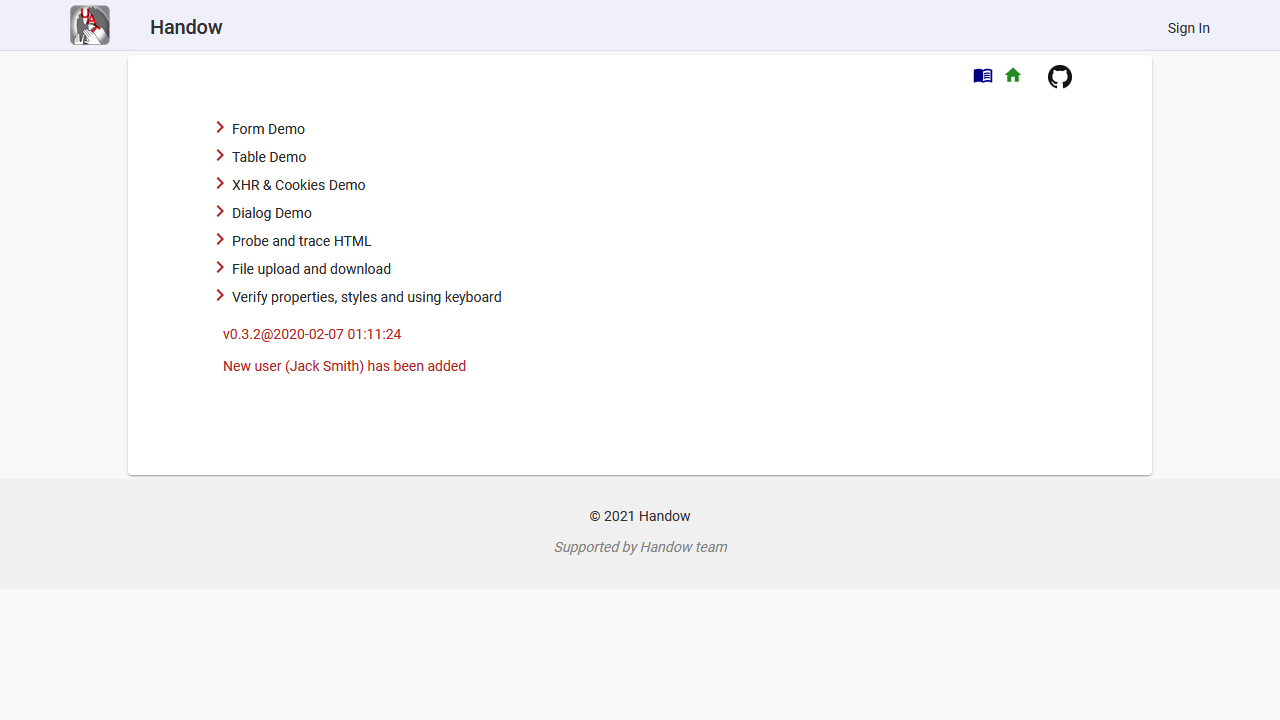 Handow
Sign In
Form Demo
Table Demo
XHR & Cookies Demo
Dialog Demo
Probe and trace HTML
File upload and download
Verify properties, styles and using keyboard
v0.3.2@2020-02-07 01:11:24
New user (Jack Smith) has been added
© 2021 Handow
Supported by Handow team